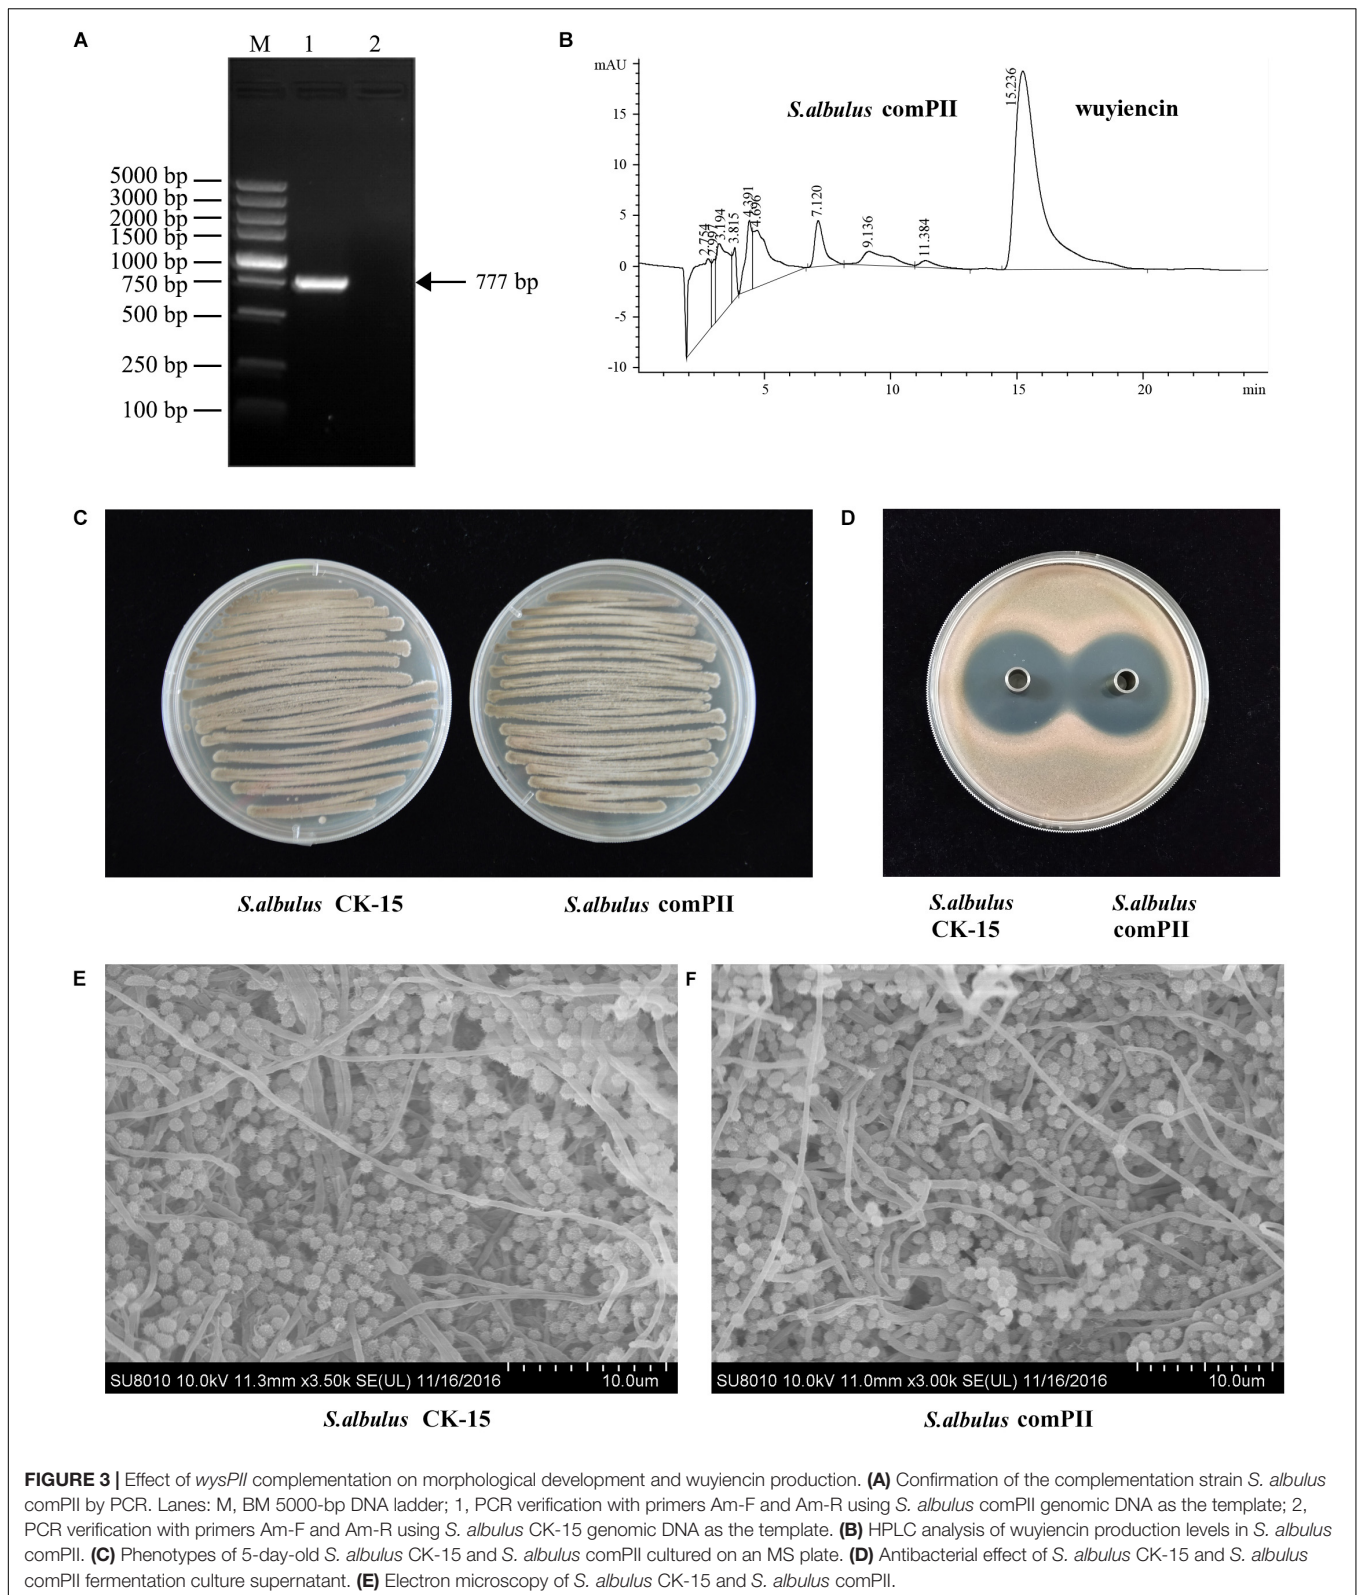 A
M 1 2
5000 bp
3000 bp
2000 bp
1500 bp
1000 bp
750 bp
500 bp
250 bp
100 bp
777 bp
B
mAU
15
10
5
0
-5
-10
2.754
2.997
3.194
3.815
4.391
4.696
7.120
9.136
11.384
15.236
S.albulus comPII
wuyiencin
5 10 15 20 min
C
S.albulus CK-15
S.albulus comPII
D
S.albulus
CK-15
S.albulus
comPII
E
SU8010 10.0kV 11.3mm x3.50k SE(UL) 11/16/2016 10.0um
S.albulus CK-15
F
SU8010 10.0kV 11.0mm x3.00k SE(UL) 11/16/2016 10.0um
S.albulus comPII
FIGURE 3 | Effect of wysPII complementation on morphological development and wuyiencin production. (A) Confirmation of the complementation strain S. albulus
comPII by PCR. Lanes: M, BM 5000-bp DNA ladder; 1, PCR verification with primers Am-F and Am-R using S. albulus comPII genomic DNA as the template; 2,
PCR verification with primers Am-F and Am-R using S. albulus CK-15 genomic DNA as the template. (B) HPLC analysis of wuyiencin production levels in S. albulus
comPII. (C) Phenotypes of 5-day-old S. albulus CK-15 and S. albulus comPII cultured on an MS plate. (D) Antibacterial effect of S. albulus CK-15 and S. albulus
comPII fermentation culture supernatant. (E) Electron microscopy of S. albulus CK-15 and S. albulus comPII.